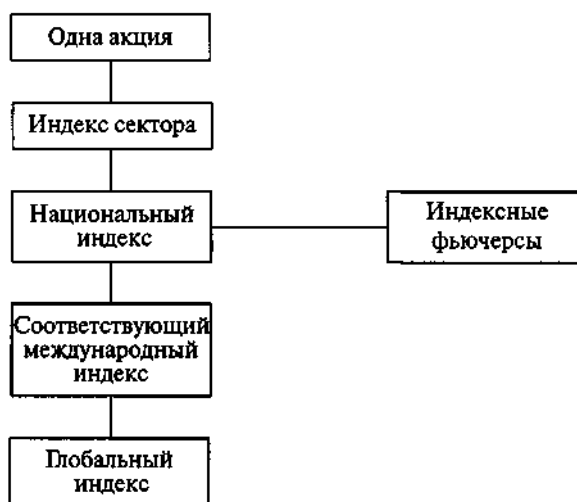 Одна акция
Индекс сектора
Национальный
индекс
Индексные
фьючерсы
Соответствующий
международный
индекс
Глобальный
индекс